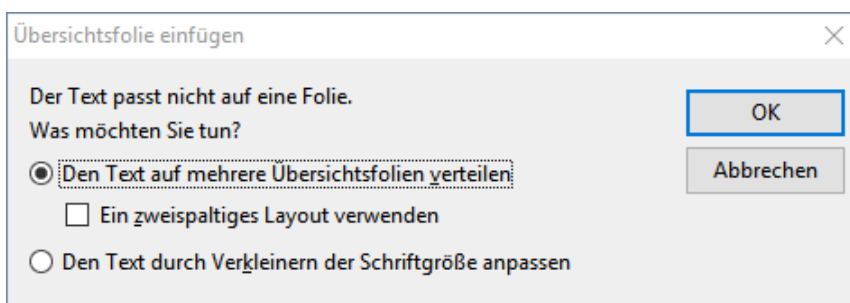 Übersichtsfolie einfügen
Der Text passt nicht auf eine Folie.
Was möchten Sie tun?
OK
Den Text auf mehrere Übersichtsfolien verteilen
Abbrechen
Ein zweispaltiges Layout verwenden
Den Text durch Verkleinern der Schriftgröße anpassen